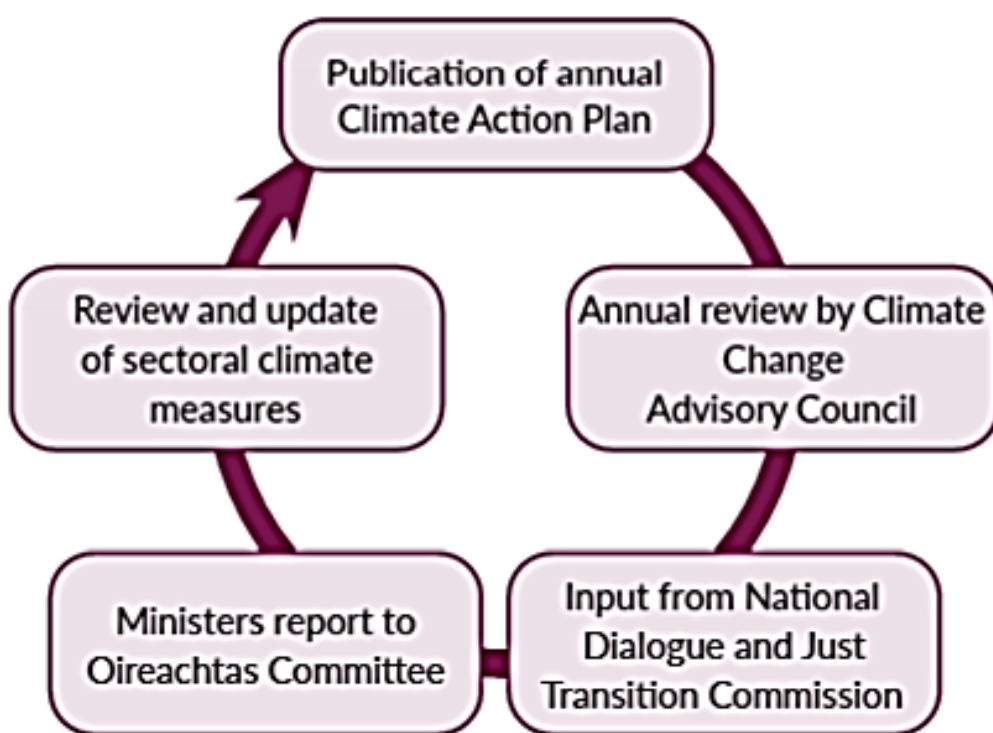 Publication of annual
Climate Action Plan
Annual review by Climate
Change
Advisory Council
Input from National
Dialogue and Just
Transition Commission
Ministers report to
Oireachtas Committee
Review and update
of sectoral climate
measures